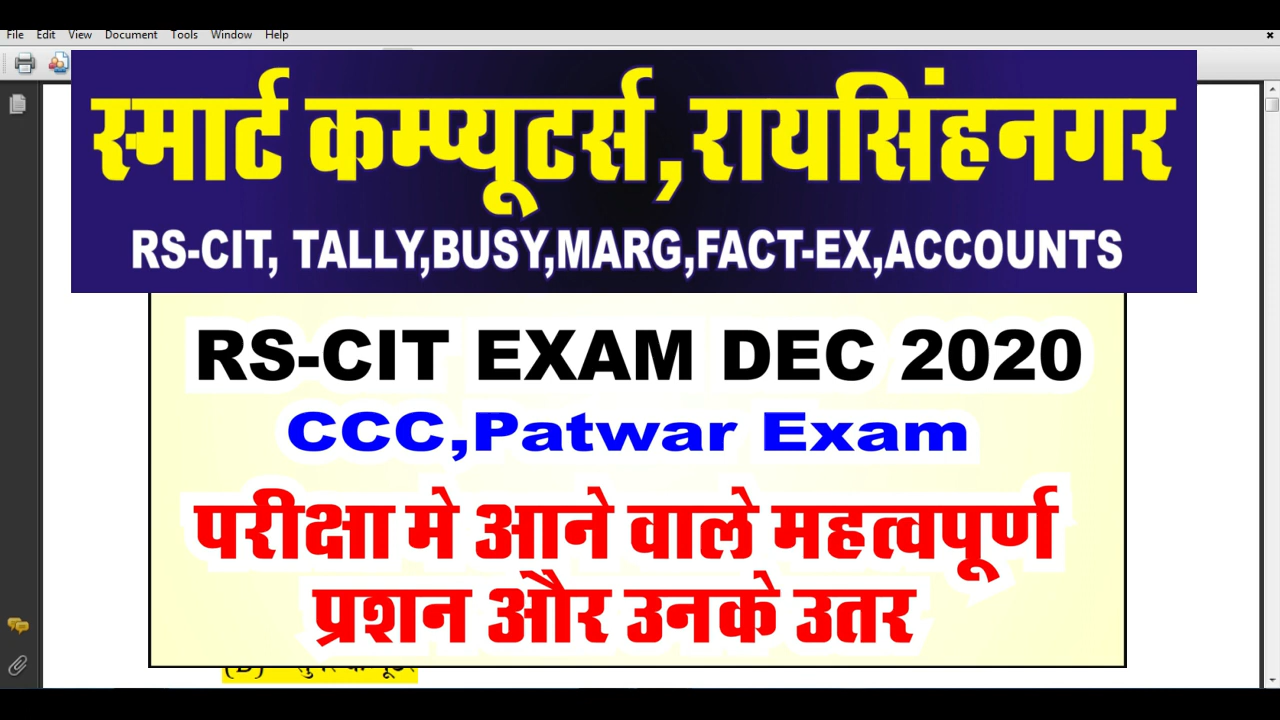 File Edit View Document Tools Window Help
स्मार्ट कम्प्यूटर्स,रायसिंहनगर
RS-CIT, TALLY,BUSY,MARG,FACT-EX,ACCOUNTS
RS-CIT EXAM DEC 2020
CCC,Patwar Exam
परीक्षा मे आने वाले महत्वपूर्ण
प्रशन और उनके उतर